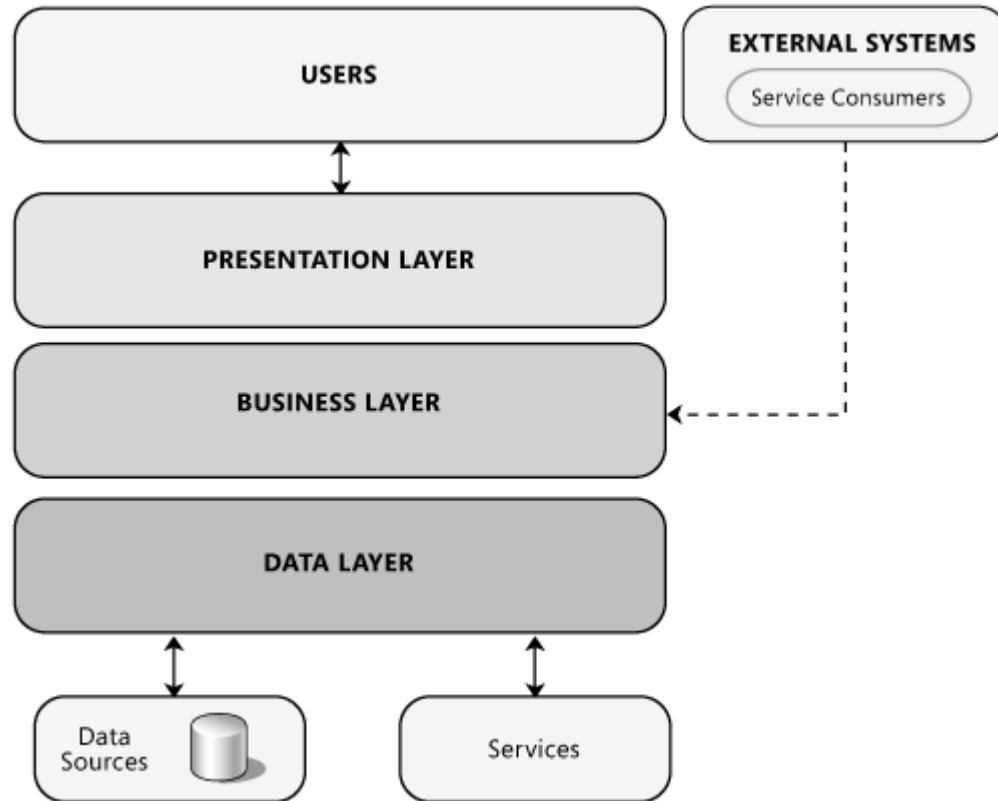 USERS
EXTERNAL SYSTEMS
Service Consumers
PRESENTATION LAYER
BUSINESS LAYER
DATA LAYER
Data
Sources
Services